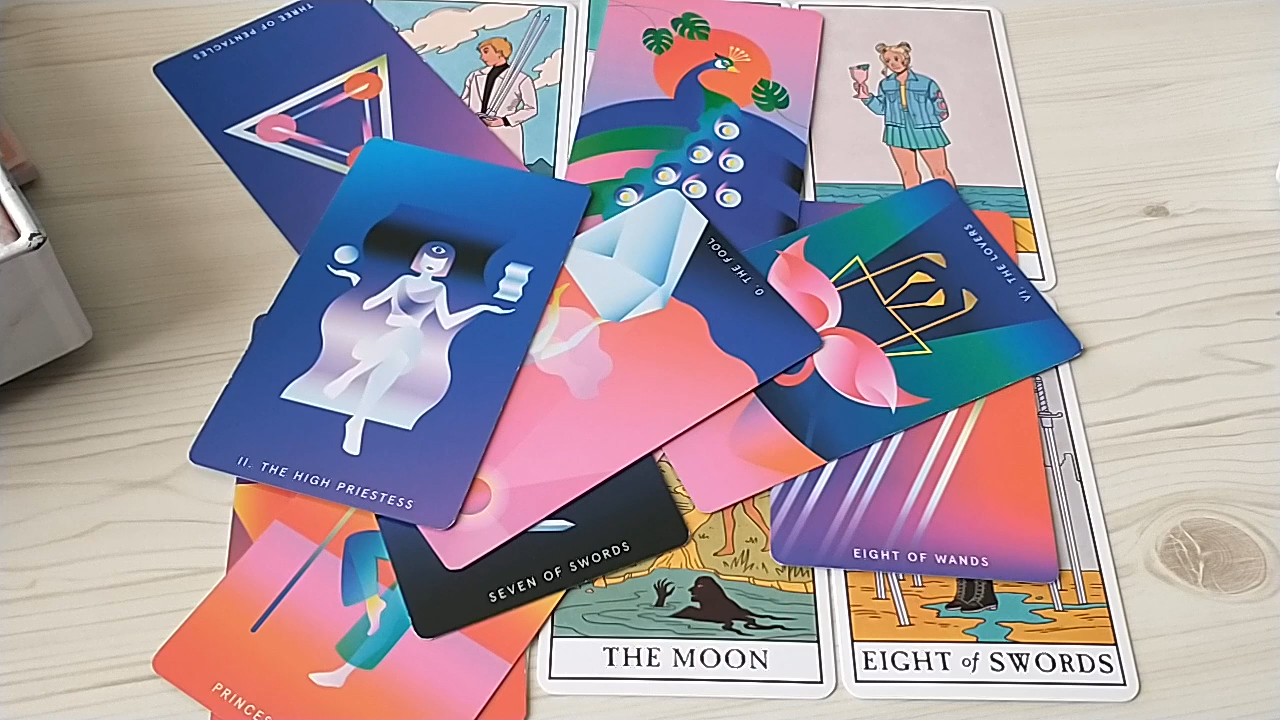 THREE OF PENTACLES
0. THE FOOL
VI. THE LOVERS
II. THE HIGH PRIESTESS
SEVEN OF SWORDS
EIGHT OF WANDS
THE MOON
EIGHT of SWORDS